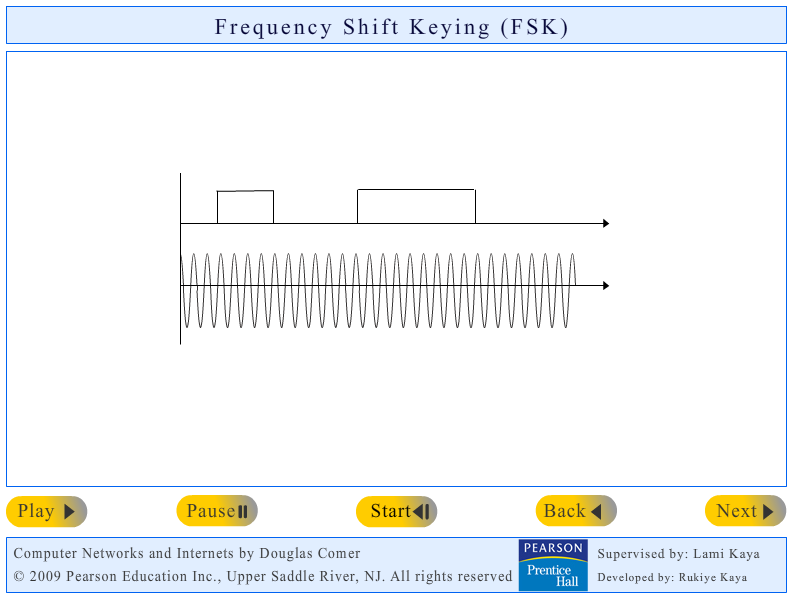 Frequency Shift Keying (FSK)
Play
Pause
Start
Back
Next
Computer Networks and Internets by Douglas Comer
© 2009 Pearson Education Inc., Upper Saddle River, NJ. All rights reserved
PEARSON
Prentice
Hall
Supervised by: Lami Kaya
Developed by: Rukiye Kaya